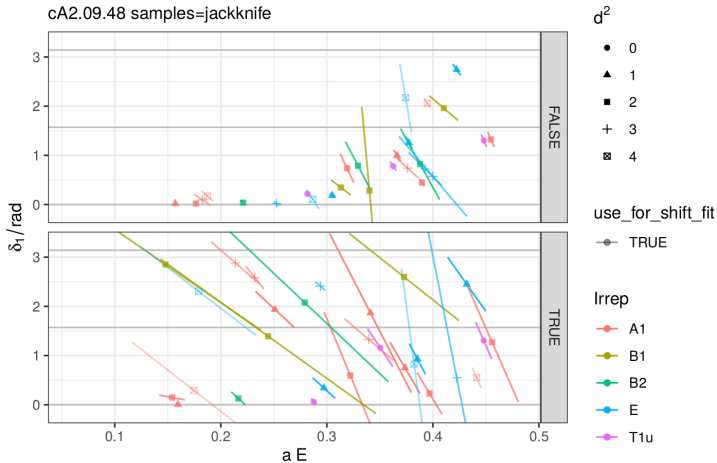 cA2.09.48 samples=jackknife
3
2
1
0
FALSE
3
2
1
0
TRUE
δ₁/rad
0.1 0.2 0.3 0.4 0.5
a E
d²
0
1
2
3
4
use_for_shift_fit
TRUE
Irrep
A1
B1
B2
E
T1u